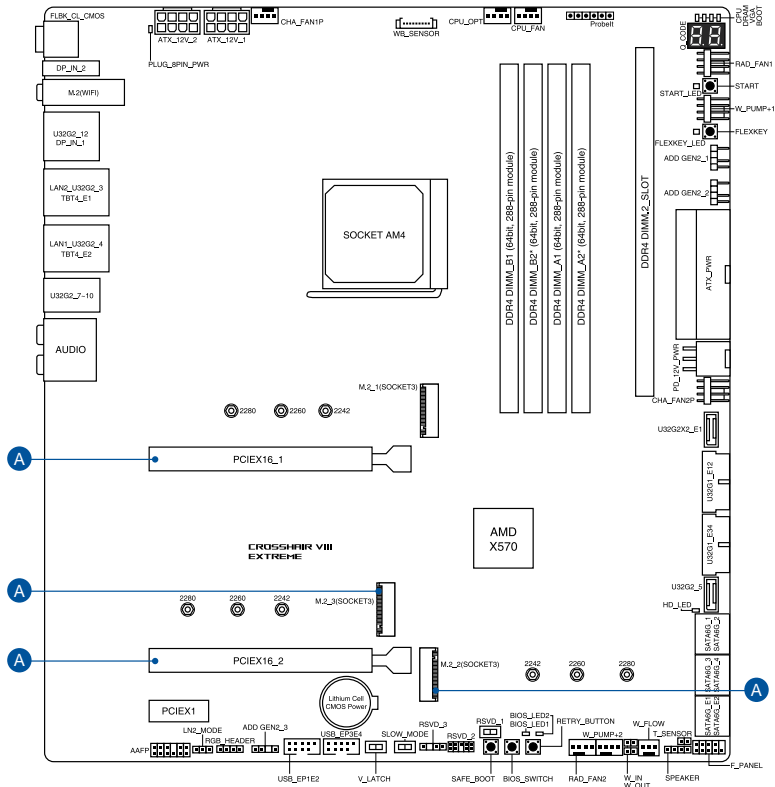 FLBK_CL_CMOS
ATX_12V_2
ATX_12V_1
CHA_FAN1P
PLUG_8PIN_PWR
WB_SENSOR
CPU_OPT
CPU_FAN
ProbeIt
Q_CODE
CPU
DRAM
VGA
BOOT
DP_IN_2
M.2(WIFI)
U32G2_12
DP_IN_1
LAN2_U32G2_3
TBT4_E1
LAN1_U32G2_4
TBT4_E2
U32G2_7-10
AUDIO
SOCKET AM4
DDR4 DIMM_B1 (64bit, 288-pin module)
DDR4 DIMM_B2* (64bit, 288-pin module)
DDR4 DIMM_A1 (64bit, 288-pin module)
DDR4 DIMM_A2* (64bit, 288-pin module)
DDR4 DIMM.2_SLOT
RAD_FAN1
START
START_LED
W_PUMP+1
FLEXKEY
FLEXKEY_LED
ADD GEN2_1
ADD GEN2_2
ATX_PWR
PD_12V_PWR
CHA_FAN2P
U32G2X2_E1
U32G1_E12
U32G1_E34
U32G2_5
HD_LED
M.2_1(SOCKET3)
2280
2260
2242
A
PCIEX16_1
AMD
X570
CROSSHAIR VIII
EXTREME
A
2280
2260
2242
M.2_3(SOCKET3)
A
PCIEX16_2
M.2_2(SOCKET3)
2242
2260
2280
A
SATA6G_1
SATA6G_2
SATA6G_3
SATA6G_4
SATA6G_E1
SATA6G_E2
PCIEX1
Lithium Cell
CMOS Power
AAFP
LN2_MODE
RGB_HEADER
ADD GEN2_3
USB_EP1E2
USB_EP3E4
V_LATCH
SLOW_MODE
RSVD_3
RSVD_2
RSVD_1
SAFE_BOOT
BIOS_SWITCH
BIOS_LED2
BIOS_LED1
RETRY_BUTTON
RAD_FAN2
W_PUMP+2
W_IN
W_OUT
W_FLOW
T_SENSOR
SPEAKER
F_PANEL